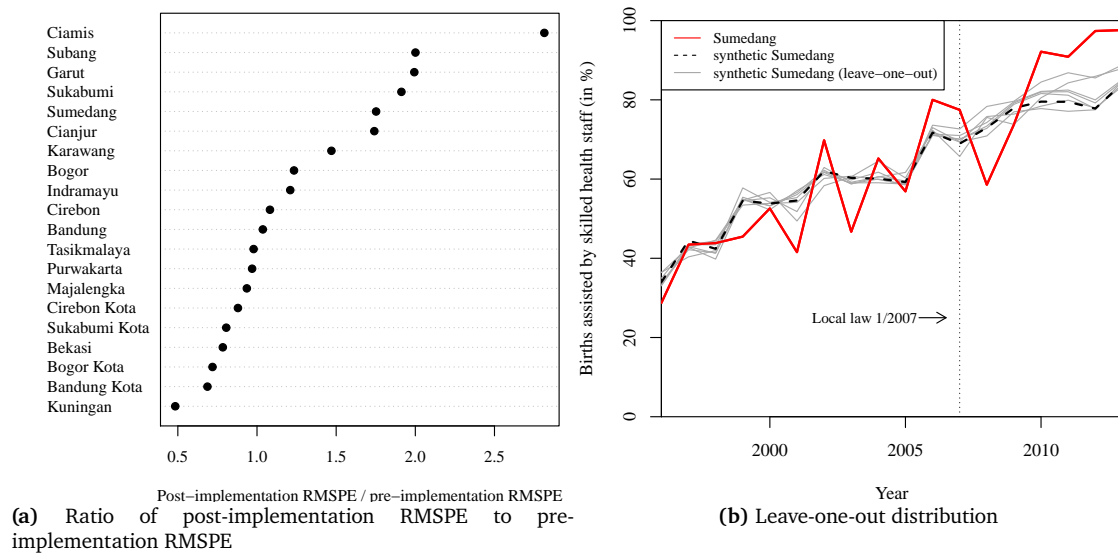 Ciamis
Subang
Garut
Sukabumi
Sumedang
Cianjur
Karawang
Bogor
Indramayu
Cirebon
Bandung
Tasikmalaya
Purwakarta
Majalengka
Cirebon Kota
Sukabumi Kota
Bekasi
Bogor Kota
Bandung Kota
Kuningan
0.5 1.0 1.5 2.0 2.5
Post−implementation RMSPE / pre−implementation RMSPE
(a) Ratio of post-implementation RMSPE to pre-
implementation RMSPE
Births assisted by skilled health staff (in %)
100
80
60
40
20
0
Sumedang
synthetic Sumedang
synthetic Sumedang (leave−one−out)
Local law 1/2007
2000 2005 2010
Year
(b) Leave-one-out distribution